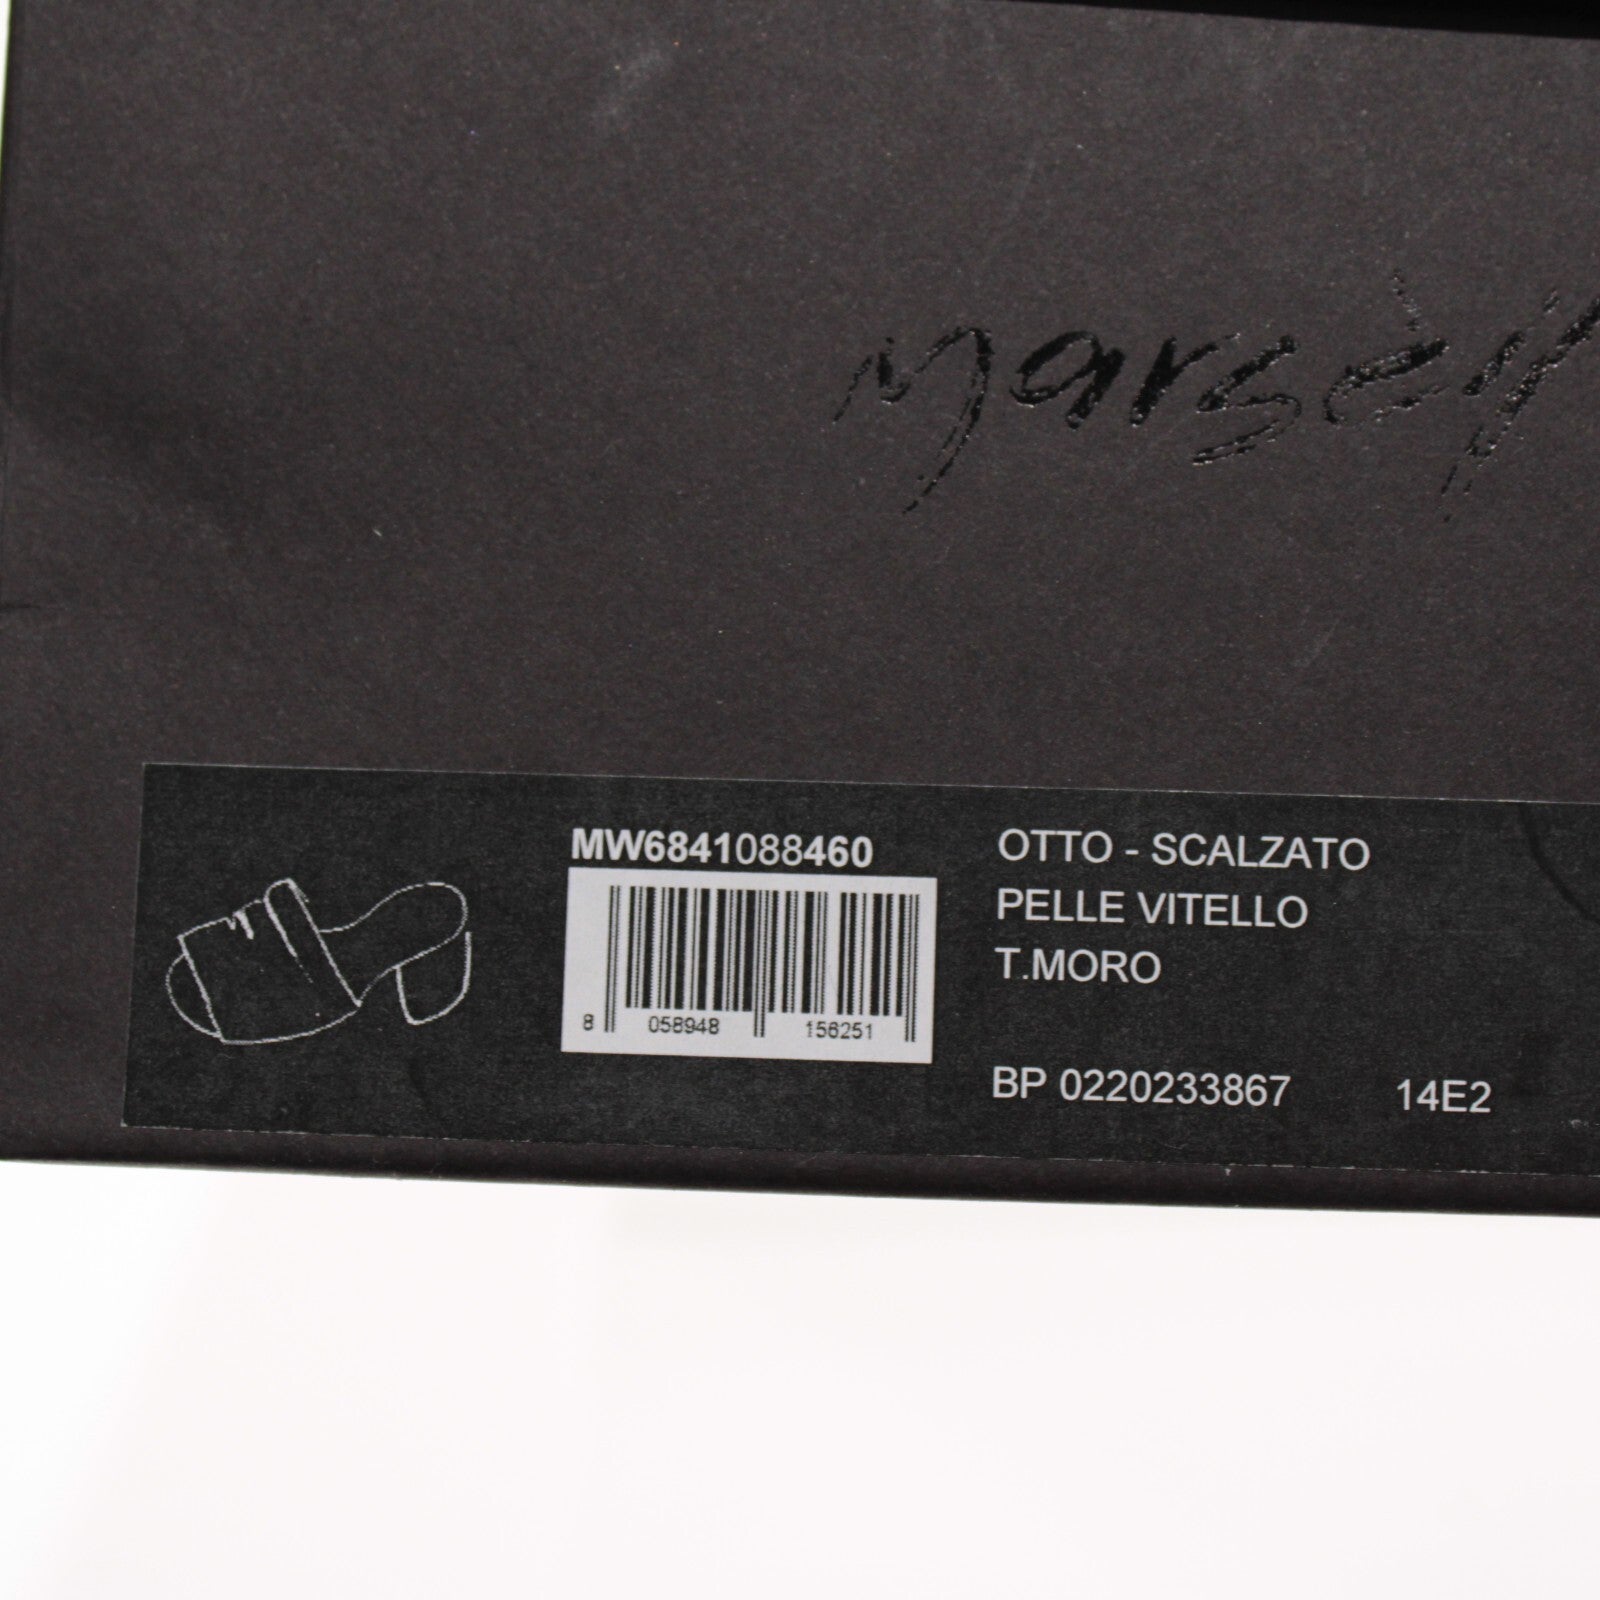 marsèll
MW6841088460
OTTO - SCALZATO
PELLE VITELLO
T.MORO
8 058948 156251
BP 0220233867 14E2